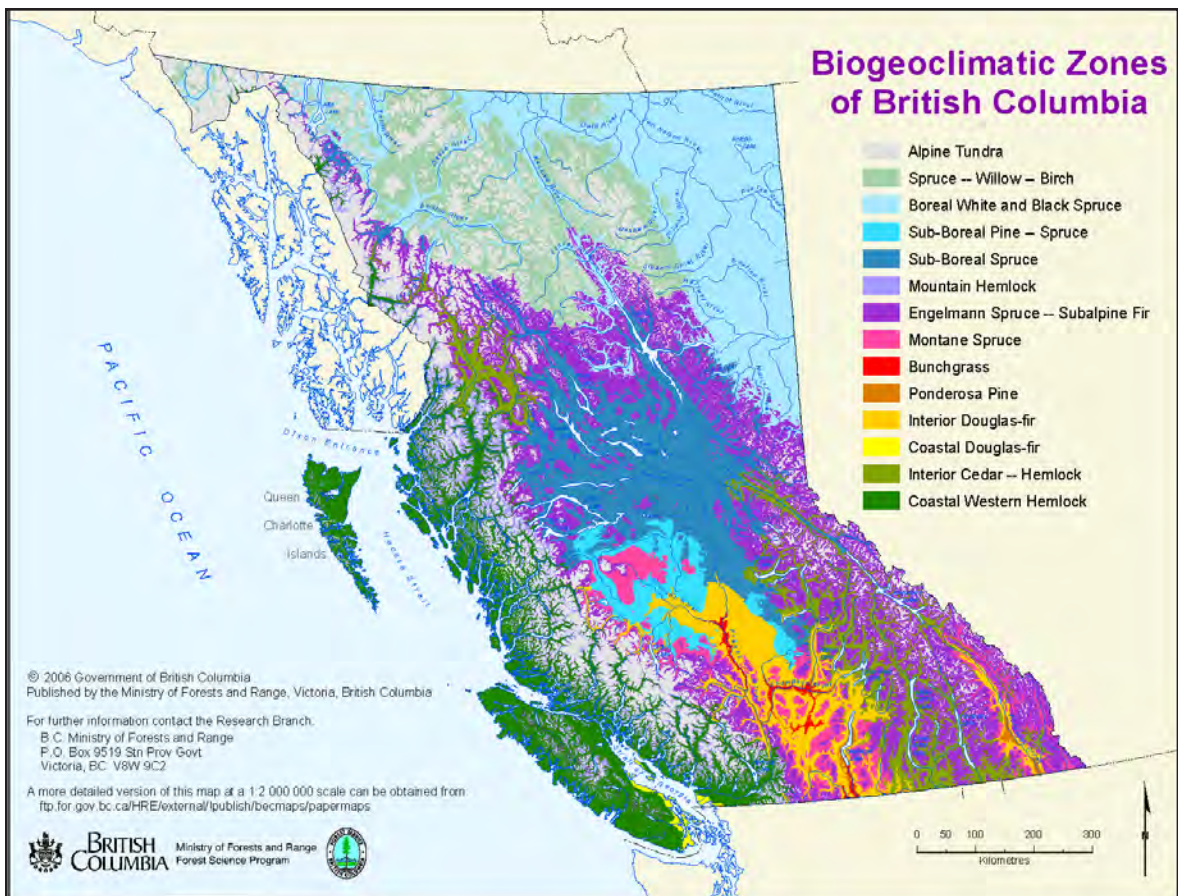 Biogeoclimatic Zones
of British Columbia
Alpine Tundra
Spruce -- Willow -- Birch
Boreal White and Black Spruce
Sub-Boreal Pine -- Spruce
Sub-Boreal Spruce
Mountain Hemlock
Engelmann Spruce -- Subalpine Fir
Montane Spruce
Bunchgrass
Ponderosa Pine
Interior Douglas-fir
Coastal Douglas-fir
Interior Cedar -- Hemlock
Coastal Western Hemlock
PACIFIC
OCEAN
Dixon Entrance
Queen
Charlotte
Islands
Hecate Strait
Georgia
© 2006 Government of British Columbia
Published by the Ministry of Forests and Range, Victoria, British Columbia
For further information contact the Research Branch:
B.C. Ministry of Forests and Range
P.O. Box 9519 Stn Prov Govt
Victoria, BC V8W 9C2
A more detailed version of this map at a 1:2 000 000 scale can be obtained from
ftp.for.gov.bc.ca/HRE/external/!publish/becmaps/papermaps
BRITISH
COLUMBIA
Ministry of Forests and Range
Forest Science Program
0 50 100 200 300
Kilometres
N